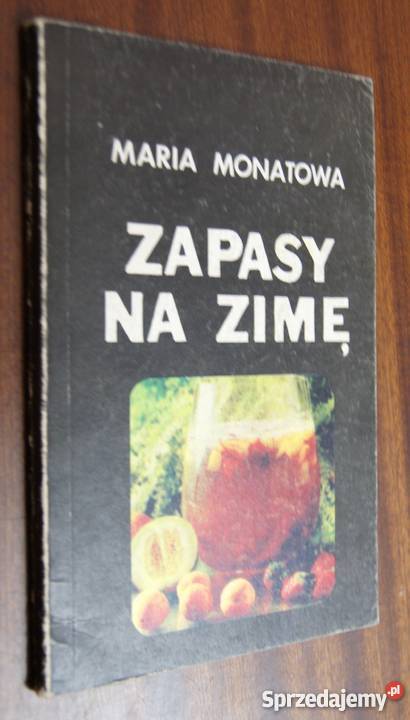 MARIA MONATOWA
ZAPASY
NA ZIMĘ
Sprzedajemy.pl